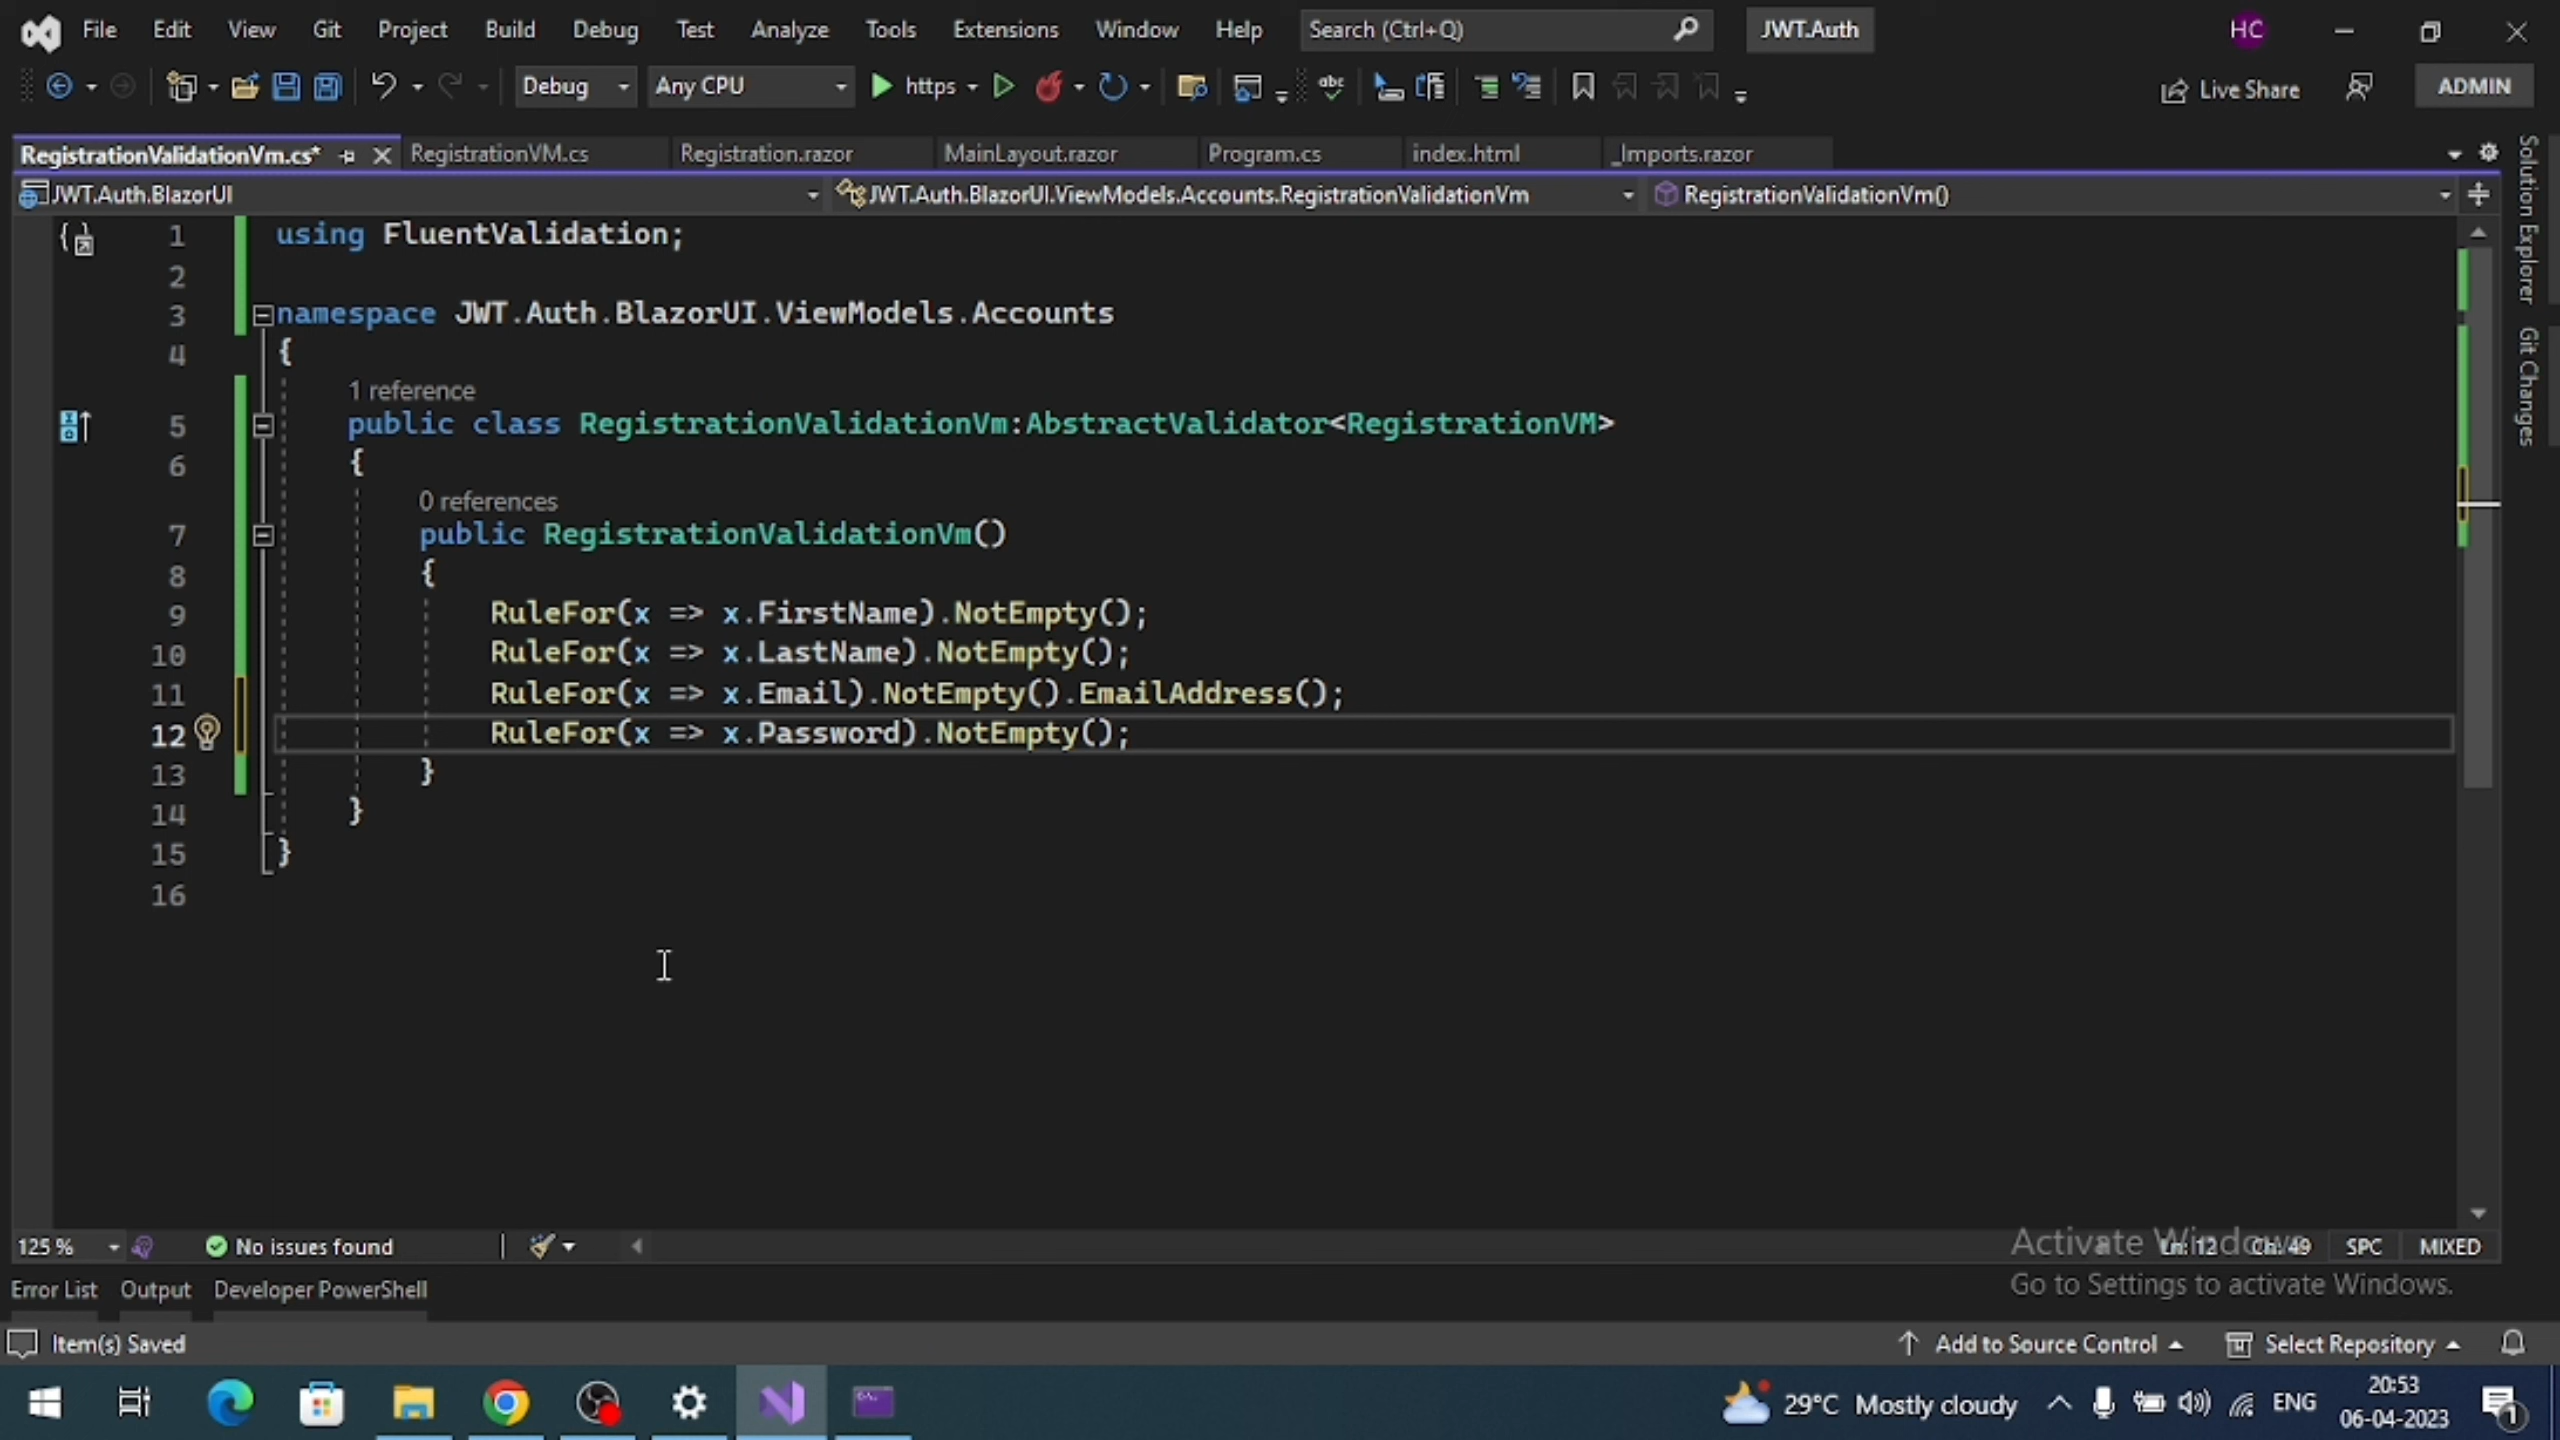 File Edit View Git Project Build Debug Test Analyze Tools Extensions Window Help Search (Ctrl+Q) JWT.Auth HC
Debug Any CPU https Live Share ADMIN
RegistrationValidationVm.cs* RegistrationVM.cs Registration.razor MainLayout.razor Program.cs index.html _Imports.razor
JWT.Auth.BlazorUI JWT.Auth.BlazorUI.ViewModels.Accounts.RegistrationValidationVm RegistrationValidationVm()
Solution Explorer
Git Changes
1 using FluentValidation;
2
3 namespace JWT.Auth.BlazorUI.ViewModels.Accounts
4 {
1 reference
5 public class RegistrationValidationVm:AbstractValidator<RegistrationVM>
6 {
0 references
7 public RegistrationValidationVm()
8 {
9 RuleFor(x => x.FirstName).NotEmpty();
10 RuleFor(x => x.LastName).NotEmpty();
11 RuleFor(x => x.Email).NotEmpty().EmailAddress();
12 RuleFor(x => x.Password).NotEmpty();
13 }
14 }
15 }
16
125 % No issues found Ln: 12 Ch: 49 SPC MIXED
Activate Windows
Go to Settings to activate Windows.
Error List Output Developer PowerShell
Item(s) Saved Add to Source Control Select Repository
29°C Mostly cloudy ENG 20:53
06-04-2023 1